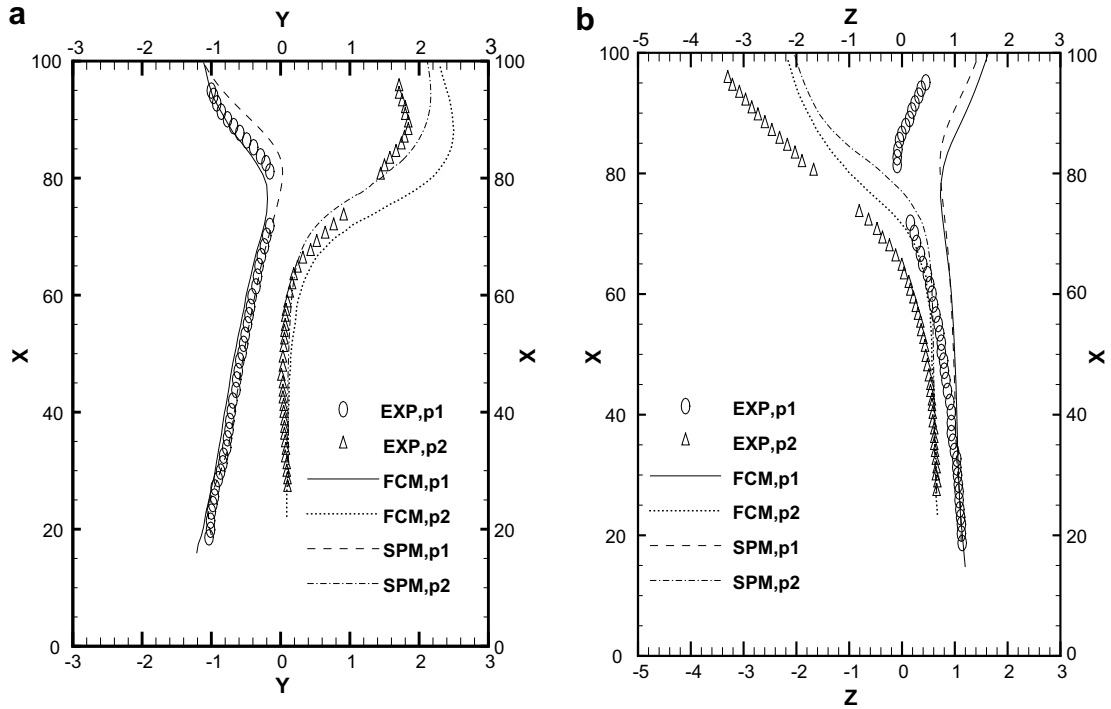 a
Y
-3 -2 -1 0 1 2 3
100 100
80 80
60 60
X X
40 40
20 20
0 0
EXP,p1
EXP,p2
FCM,p1
FCM,p2
SPM,p1
SPM,p2
-3 -2 -1 0 1 2 3
Y
b
Z
-5 -4 -3 -2 -1 0 1 2 3
100 100
80 80
60 60
X X
40 40
20 20
0 0
EXP,p1
EXP,p2
FCM,p1
FCM,p2
SPM,p1
SPM,p2
-5 -4 -3 -2 -1 0 1 2 3
Z